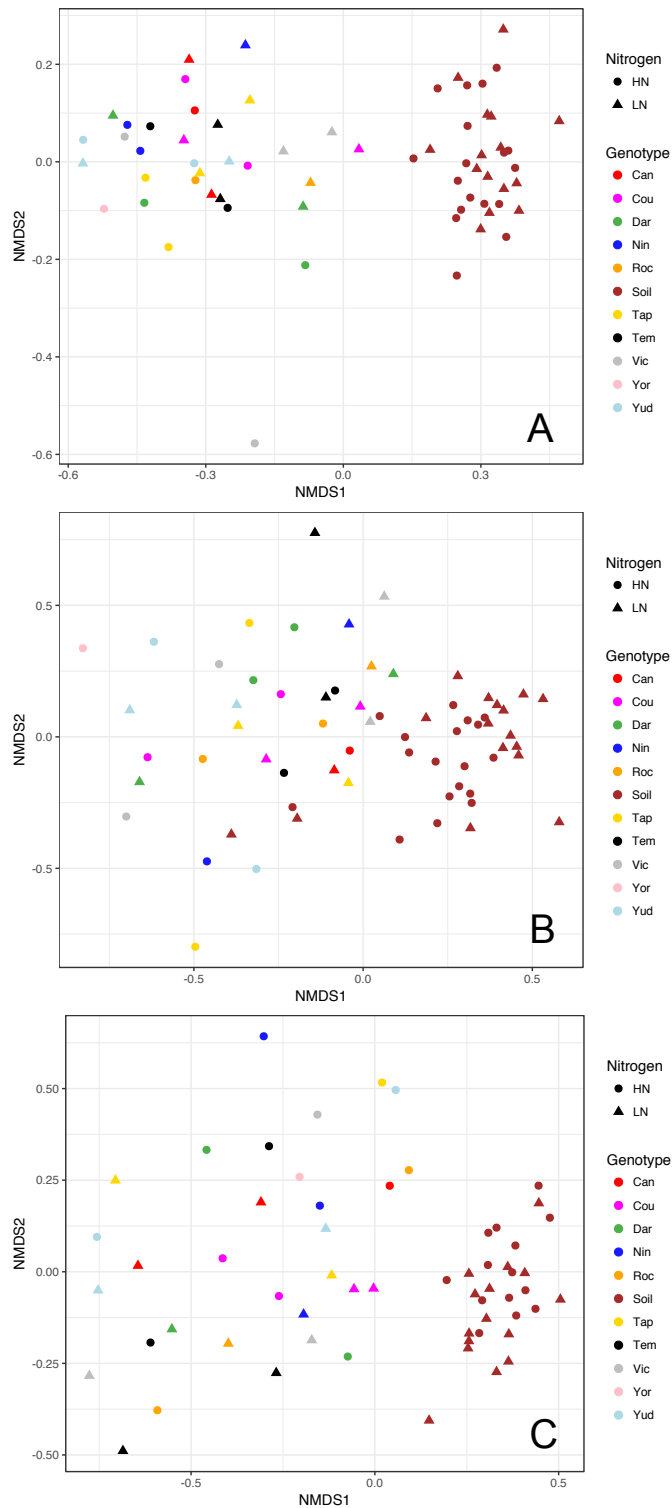 0.2
0.0
-0.2
-0.4
-0.6
NMDS2
-0.6
-0.3
0.0
0.3
NMDS1
A
Nitrogen
HN
LN
Genotype
Can
Cou
Dar
Nin
Roc
Soil
Tap
Tem
Vic
Yor
Yud
0.5
0.0
-0.5
NMDS2
-0.5
0.0
0.5
NMDS1
B
Nitrogen
HN
LN
Genotype
Can
Cou
Dar
Nin
Roc
Soil
Tap
Tem
Vic
Yor
Yud
0.50
0.25
0.00
-0.25
-0.50
NMDS2
-0.5
0.0
0.5
NMDS1
C
Nitrogen
HN
LN
Genotype
Can
Cou
Dar
Nin
Roc
Soil
Tap
Tem
Vic
Yor
Yud